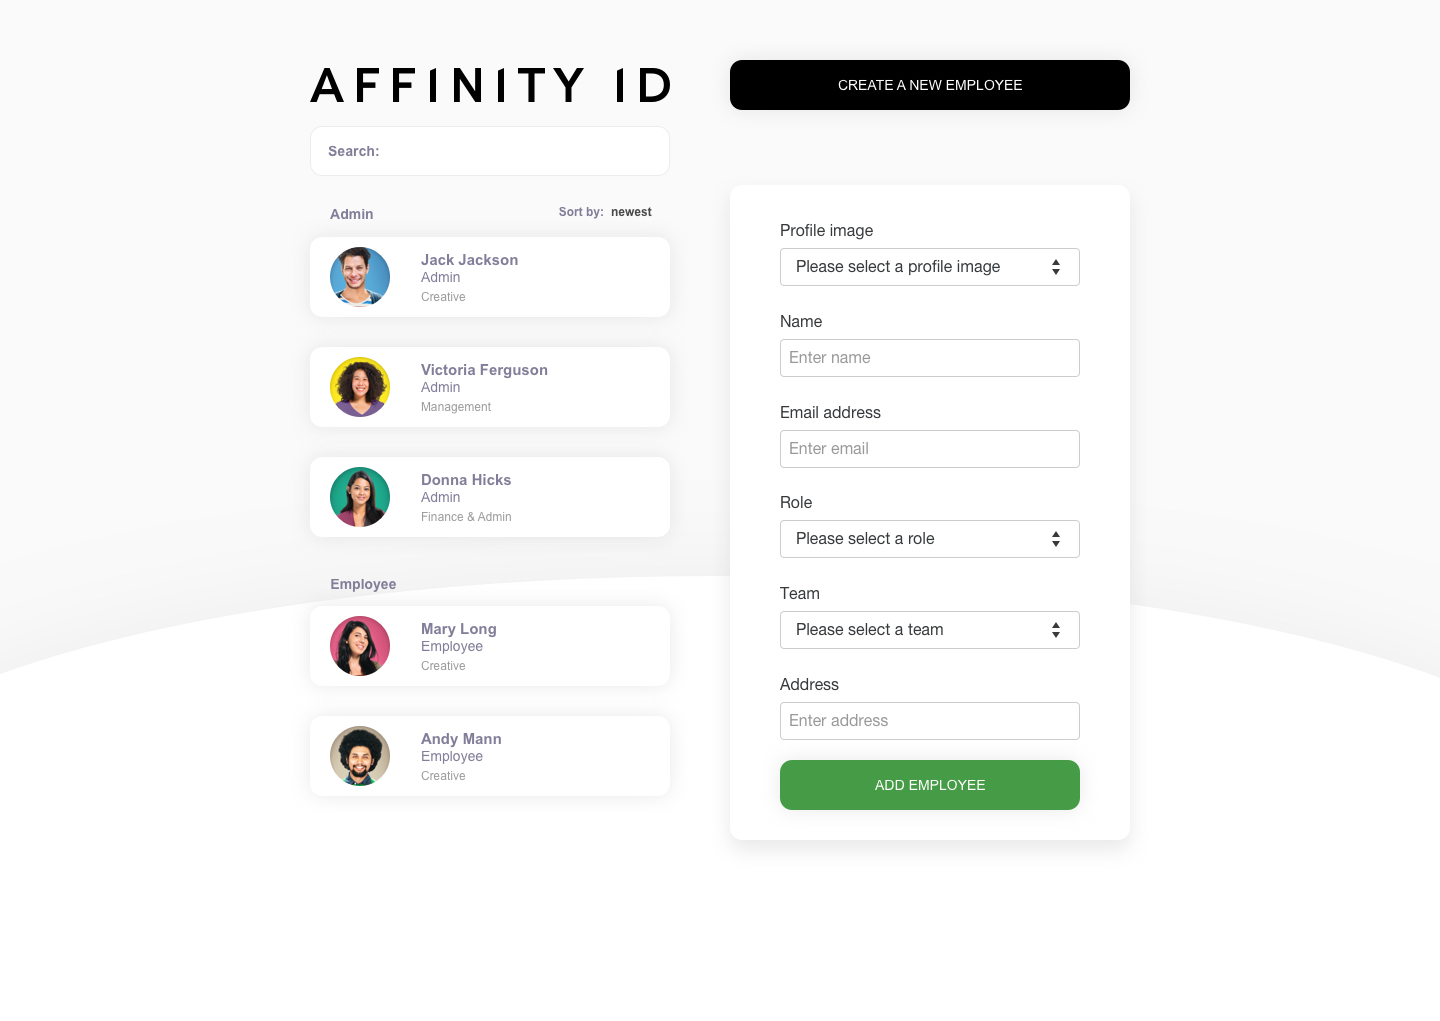 AFFINITY ID
Search:
Admin
Sort by: newest
Jack Jackson
Admin
Creative
Victoria Ferguson
Admin
Management
Donna Hicks
Admin
Finance & Admin
Employee
Mary Long
Employee
Creative
Andy Mann
Employee
Creative
CREATE A NEW EMPLOYEE
Profile image
Please select a profile image
Name
Enter name
Email address
Enter email
Role
Please select a role
Team
Please select a team
Address
Enter address
ADD EMPLOYEE